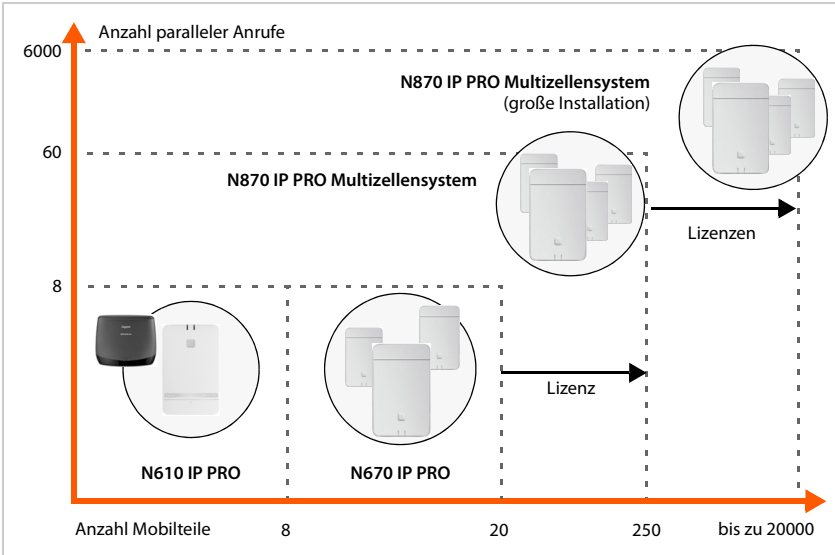 Anzahl paralleler Anrufe
6000
N870 IP PRO Multizellensystem
(große Installation)
60
N870 IP PRO Multizellensystem
Lizenzen
8
Lizenz
N610 IP PRO
N670 IP PRO
Anzahl Mobilteile
8
20
250
bis zu 20000